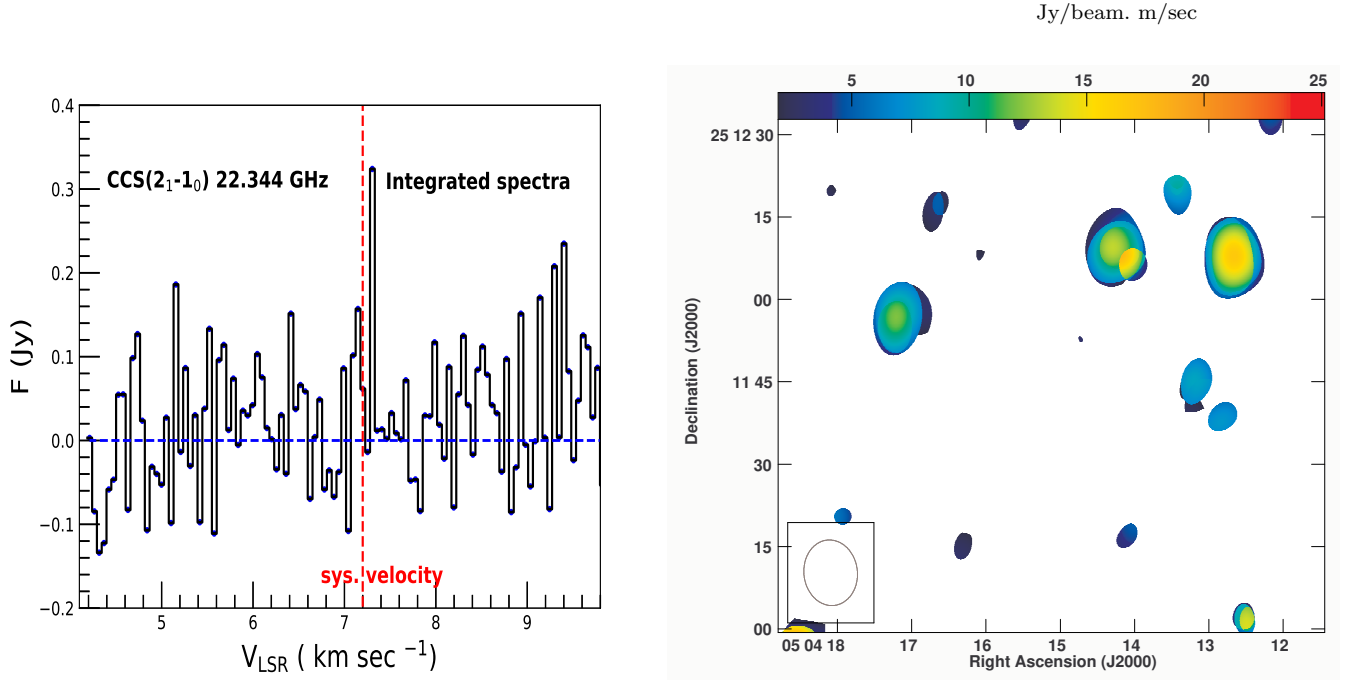 Jy/beam. m/sec
0.4
0.3
0.2
0.1
0.0
−0.1
−0.2
F (Jy)
CCS(2₁-1₀) 22.344 GHz
Integrated spectra
sys. velocity
5 6 7 8 9
V_LSR ( km sec ⁻¹)
5 10 15 20 25
25 12 30
15
00
11 45
30
15
00
Declination (J2000)
05 04 18 17 16 15 14 13 12
Right Ascension (J2000)